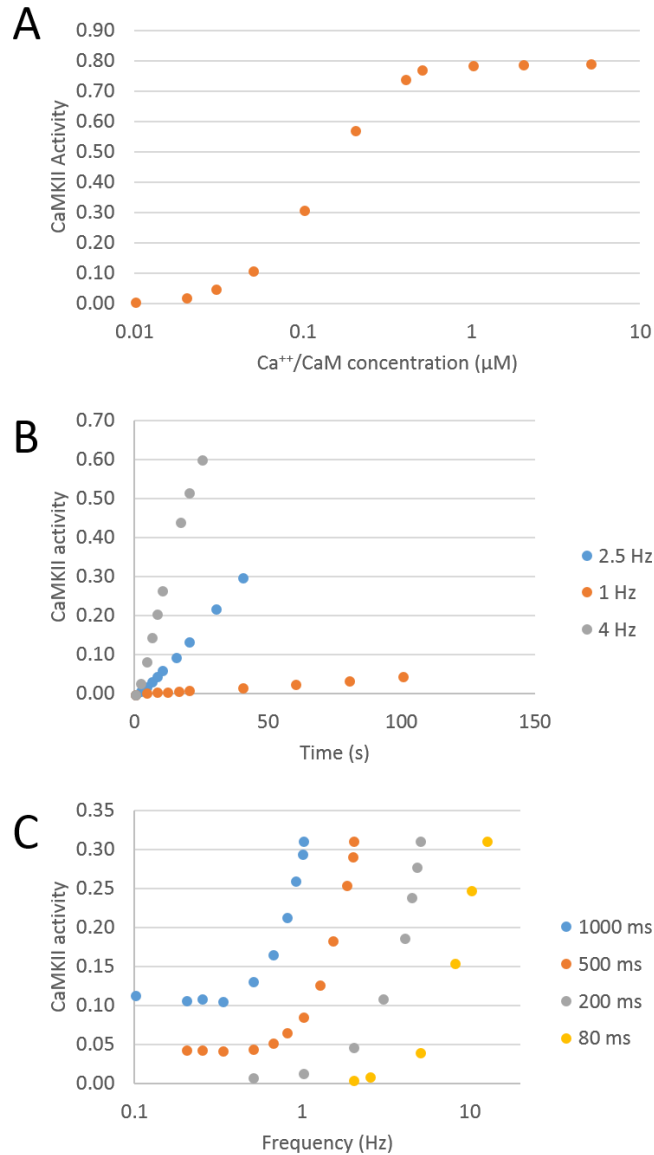 A
0.90
0.80
0.70
0.60
0.50
0.40
0.30
0.20
0.10
0.00
CaMKII Activity
0.01 0.1 1 10
Ca⁺⁺/CaM concentration (µM)
B
0.70
0.60
0.50
0.40
0.30
0.20
0.10
0.00
CaMKII activity
0 50 100 150
Time (s)
2.5 Hz
1 Hz
4 Hz
C
0.35
0.30
0.25
0.20
0.15
0.10
0.05
0.00
CaMKII activity
0.1 1 10
Frequency (Hz)
1000 ms
500 ms
200 ms
80 ms